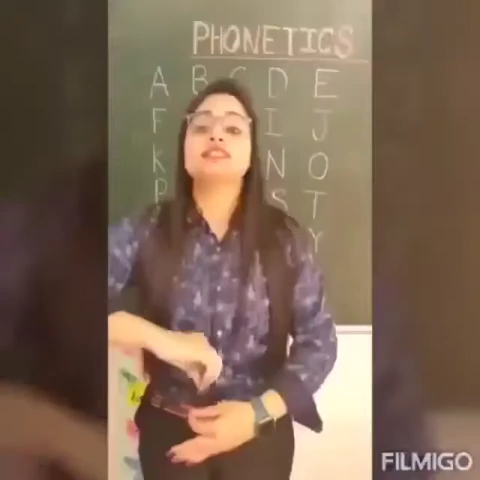 PHONETICS
A B C D E
F I J
K N O
P S T
Y
FILMIGO